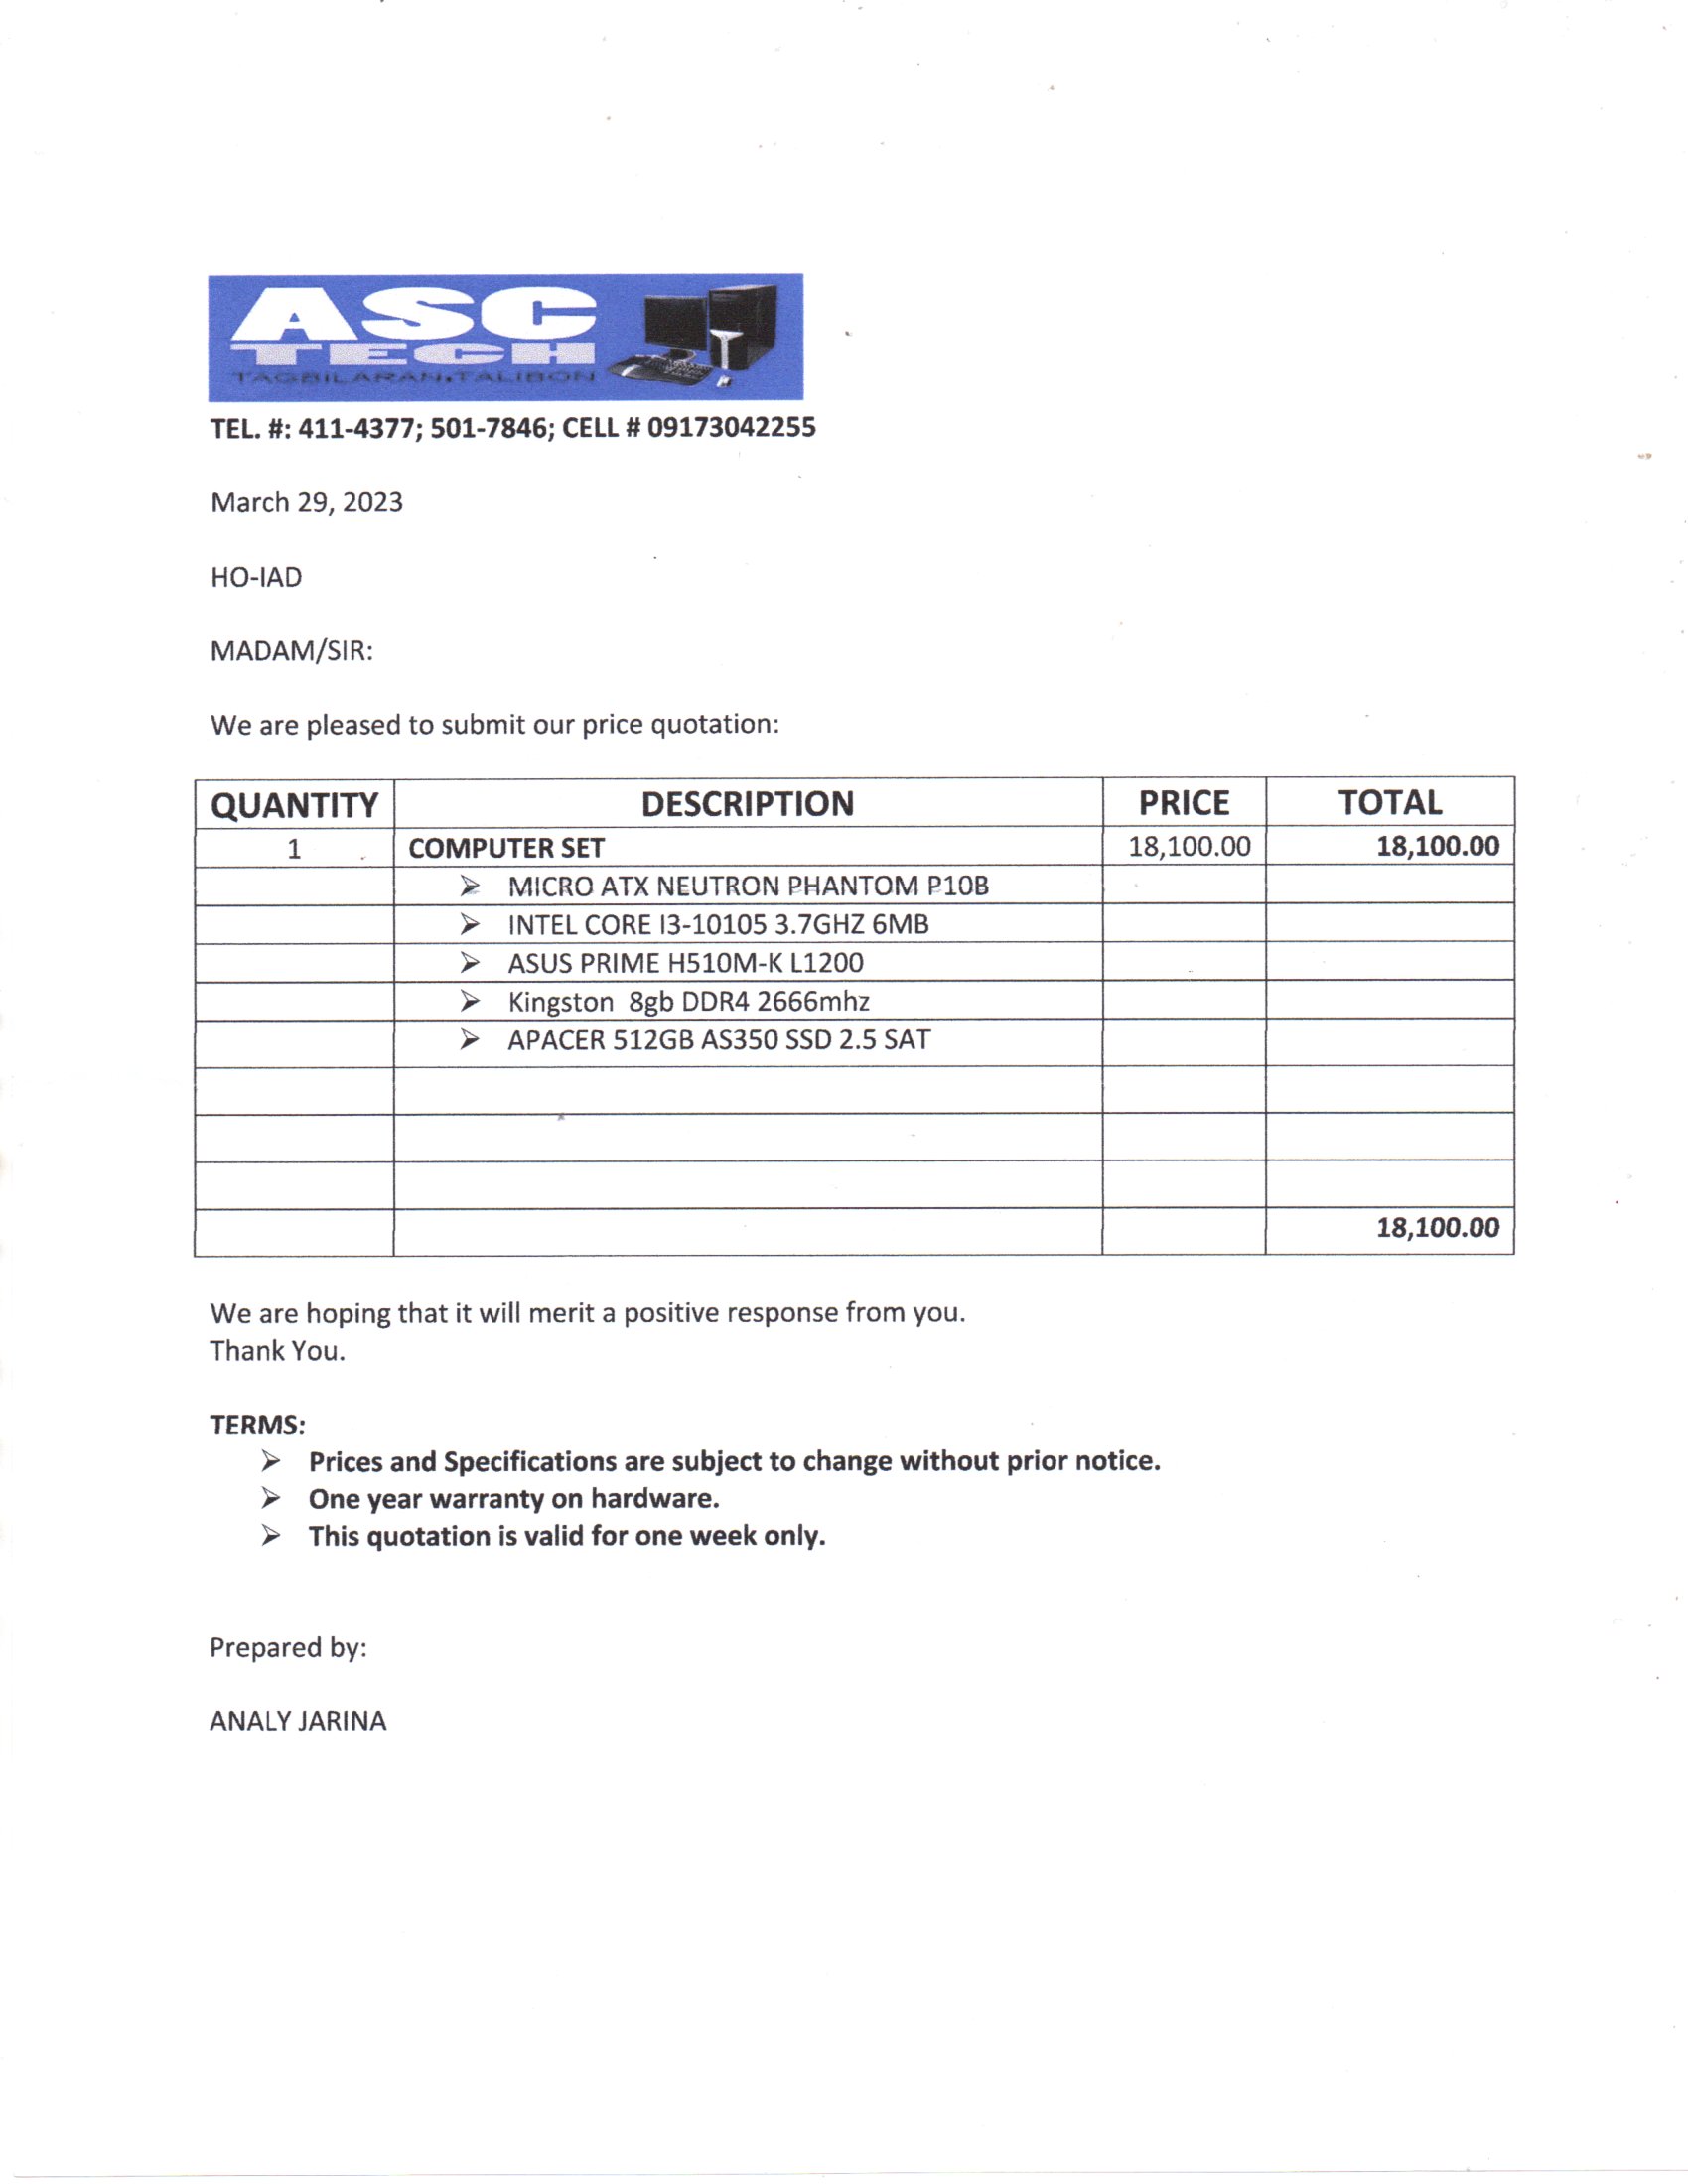 ASC
TECH
TAGBILARAN,TALIBON
TEL. #: 411-4377; 501-7846; CELL # 09173042255
March 29, 2023
HO-IAD
MADAM/SIR:
We are pleased to submit our price quotation:
QUANTITY DESCRIPTION PRICE TOTAL
1 COMPUTER SET 18,100.00 18,100.00
➢ MICRO ATX NEUTRON PHANTOM P10B
➢ INTEL CORE I3-10105 3.7GHZ 6MB
➢ ASUS PRIME H510M-K L1200
➢ Kingston 8gb DDR4 2666mhz
➢ APACER 512GB AS350 SSD 2.5 SAT
18,100.00
We are hoping that it will merit a positive response from you.
Thank You.
TERMS:
➢ Prices and Specifications are subject to change without prior notice.
➢ One year warranty on hardware.
➢ This quotation is valid for one week only.
Prepared by:
ANALY JARINA